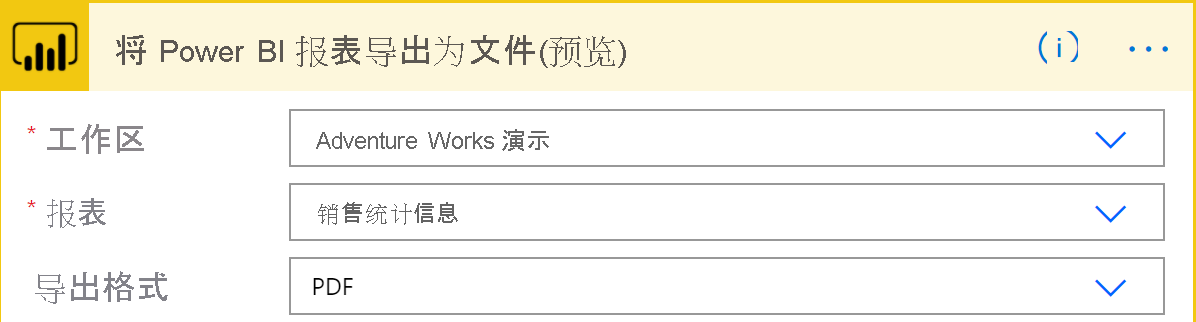 将 Power BI 报表导出为文件(预览) (i) ...
* 工作区 Adventure Works 演示
* 报表 销售统计信息
导出格式 PDF